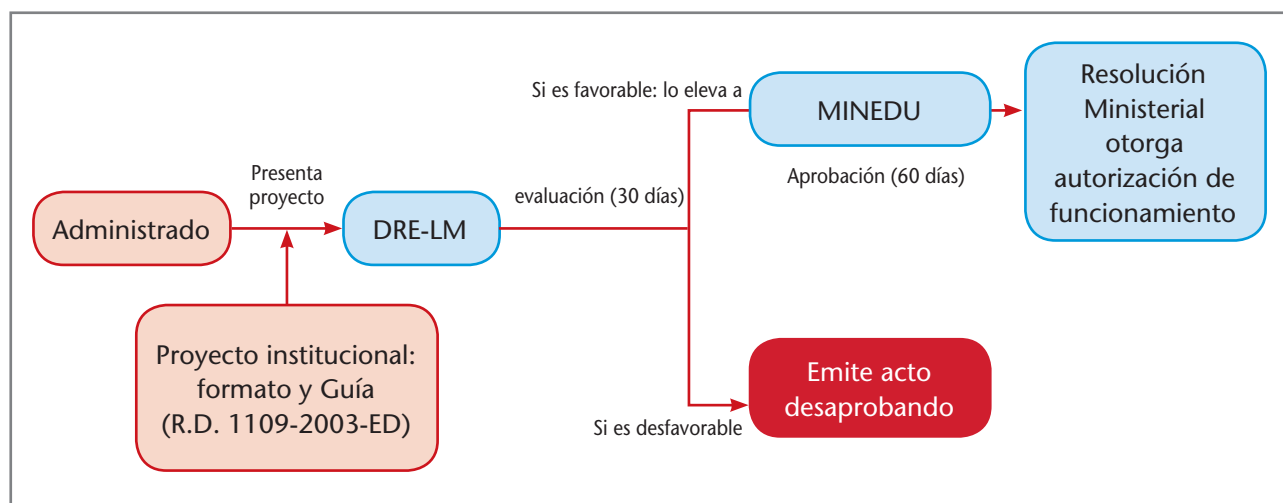 Administrado
Presenta
proyecto
Proyecto institucional:
formato y Guía
(R.D. 1109-2003-ED)
DRE-LM
evaluación (30 días)
Si es favorable: lo eleva a
MINEDU
Aprobación (60 días)
Resolución
Ministerial
otorga
autorización de
funcionamiento
Si es desfavorable
Emite acto
desaprobando